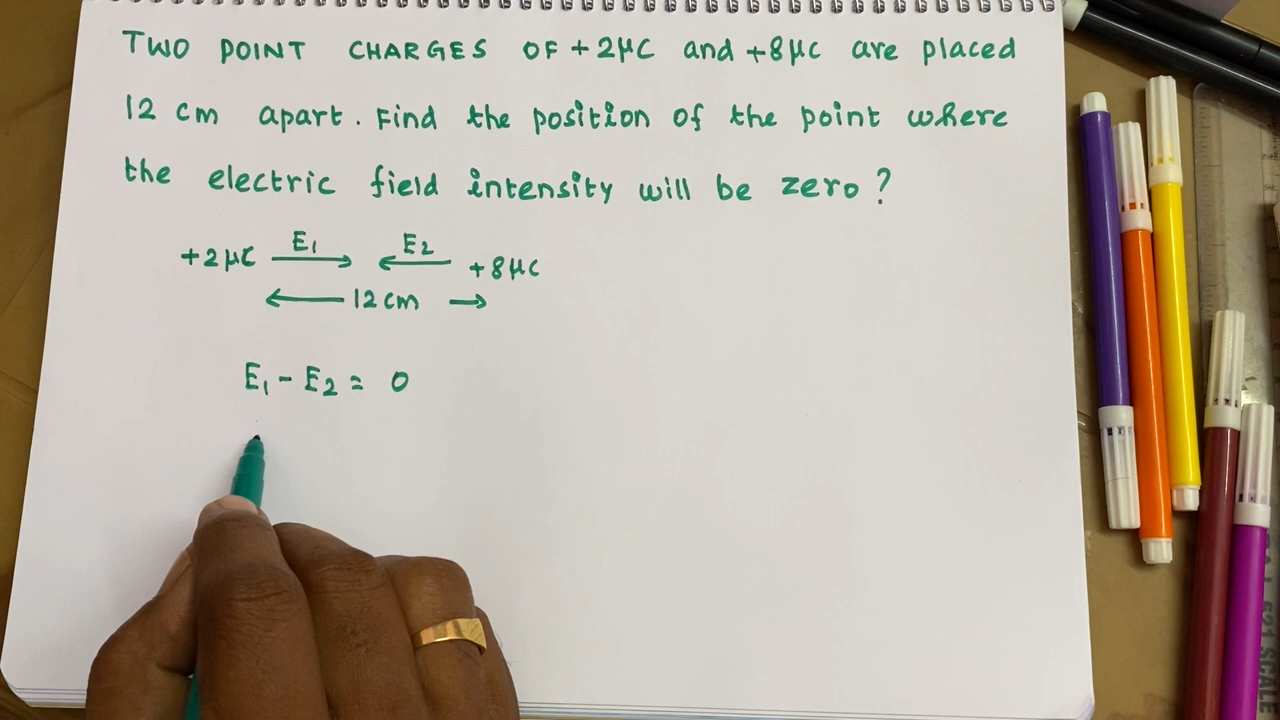 TWO POINT CHARGES OF +2μC and +8μc are placed
12 cm apart. Find the position of the point where
the electric field intensity will be zero?
E1 E2
+2μC +8μC
12 cm
E1 - E2 = 0